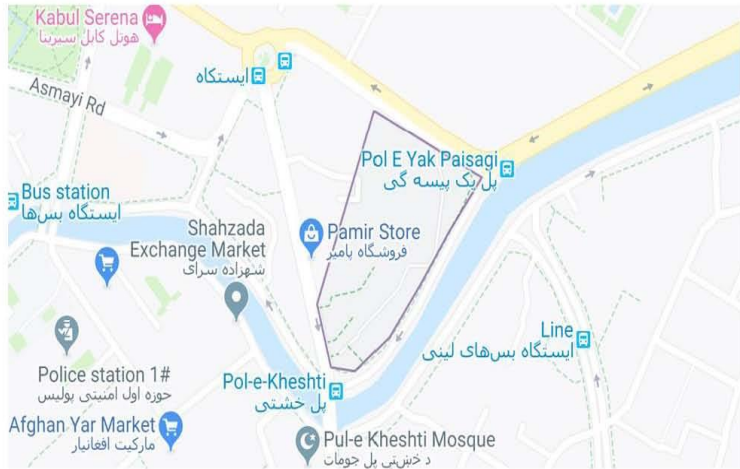 Kabul Serena
هوتل کابل سرینا
ایستگاه
Asmayi Rd
Pol E Yak Paisagi
پل یک پیسه گی
Bus station
ایستگاه بس‌ها
Shahzada
Exchange Market
شهزاده سرای
Pamir Store
فروشگاه پامیر
Line
ایستگاه بس‌های لینی
Police station 1#
حوزه اول امنیتی پولیس
Pol-e-Kheshti
پل خشتی
Afghan Yar Market
مارکیت افغانیار
Pul-e Kheshti Mosque
د خښتي پل جومات